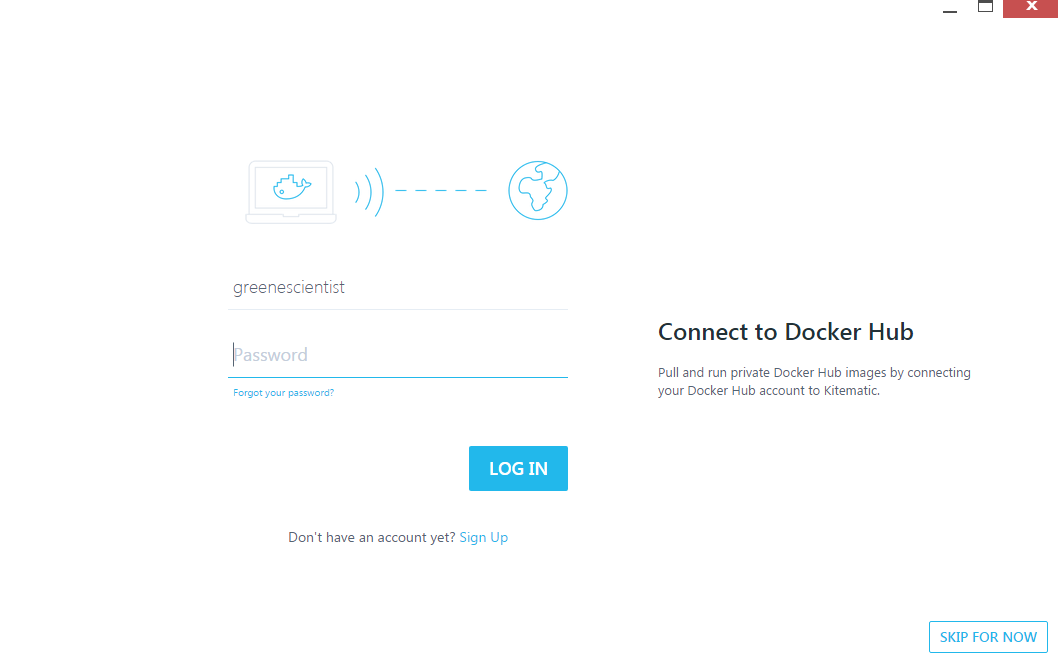 greenescientist
Password
Forgot your password?
LOG IN
Don't have an account yet? Sign Up
Connect to Docker Hub
Pull and run private Docker Hub images by connecting
your Docker Hub account to Kitematic.
SKIP FOR NOW